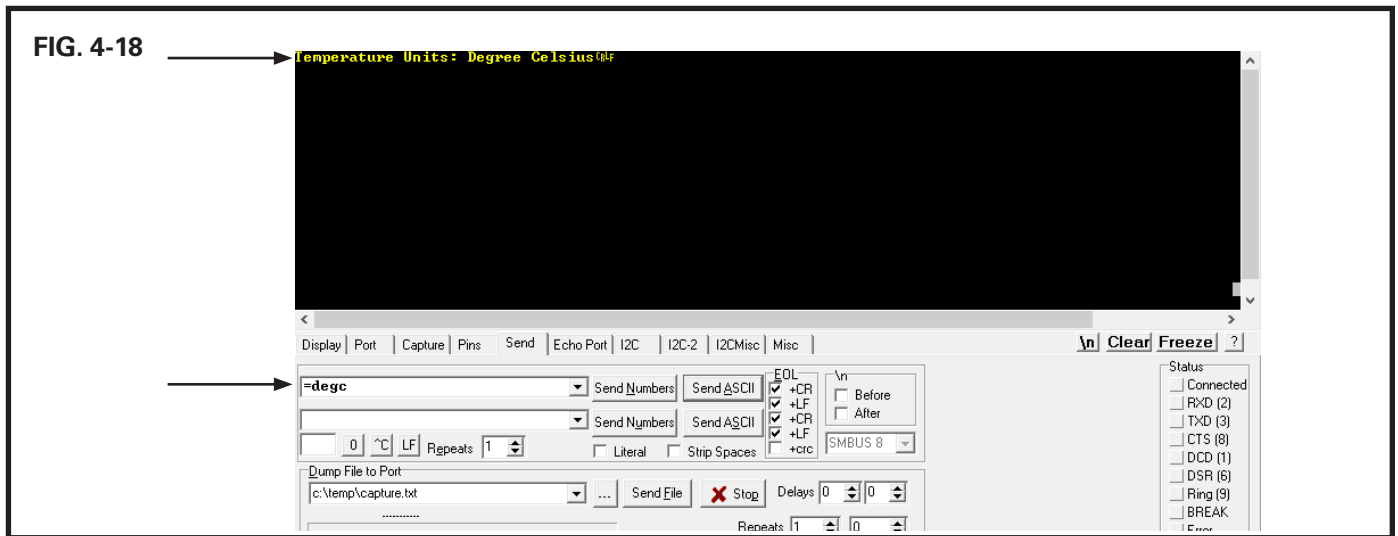 FIG. 4-18
Temperature Units: Degree Celsius CRLF
Display Port Capture Pins Send Echo Port I2C I2C-2 I2CMisc Misc \n Clear Freeze ?
=degc Send Numbers Send ASCII
Send Numbers Send ASCII
EOL
+CR
+LF
+CR
+LF
+crc
\n
Before
After
SMBUS 8
0 ^C LF Repeats 1 Literal Strip Spaces
Dump File to Port
c:\temp\capture.txt ... Send File Stop Delays 0 0
Repeats 1 0
Status
Connected
RXD (2)
TXD (3)
CTS (8)
DCD (1)
DSR (6)
Ring (9)
BREAK
Error